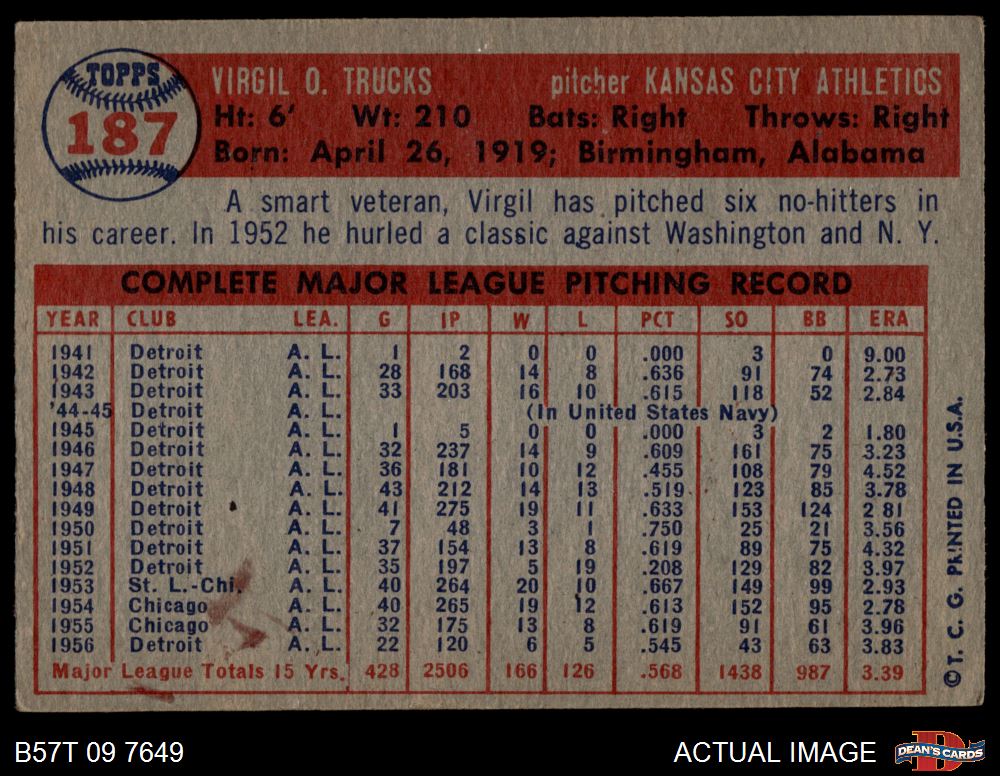 TOPPS
187
VIRGIL O. TRUCKS pitcher KANSAS CITY ATHLETICS
Ht: 6' Wt: 210 Bats: Right Throws: Right
Born: April 26, 1919; Birmingham, Alabama
A smart veteran, Virgil has pitched six no-hitters in
his career. In 1952 he hurled a classic against Washington and N. Y.
COMPLETE MAJOR LEAGUE PITCHING RECORD
YEAR CLUB LEA. G IP W L PCT SO BB ERA
1941 Detroit A. L. 1 2 0 0 .000 3 0 9.00
1942 Detroit A. L. 28 168 14 8 .636 91 74 2.73
1943 Detroit A. L. 33 203 16 10 .615 118 52 2.84
'44-45 Detroit A. L. (In United States Navy)
1945 Detroit A. L. 1 5 0 0 .000 3 2 1.80
1946 Detroit A. L. 32 237 14 9 .609 161 75 3.23
1947 Detroit A. L. 36 181 10 12 .455 108 79 4.52
1948 Detroit A. L. 43 212 14 13 .519 123 85 3.78
1949 Detroit A. L. 41 275 19 11 .633 153 124 2.81
1950 Detroit A. L. 7 48 3 1 .750 25 21 3.56
1951 Detroit A. L. 37 154 13 8 .619 89 75 4.32
1952 Detroit A. L. 35 197 5 19 .208 129 82 3.97
1953 St. L.-Chi. A. L. 40 264 20 10 .667 149 99 2.93
1954 Chicago A. L. 40 265 19 12 .613 152 95 2.78
1955 Chicago A. L. 32 175 13 8 .619 91 61 3.96
1956 Detroit A. L. 22 120 6 5 .545 43 63 3.83
Major League Totals 15 Yrs. 428 2506 166 126 .568 1438 987 3.39
©T. C. G. PRINTED IN U.S.A.
B57T 09 7649 ACTUAL IMAGE
D
DEAN'S CARDS